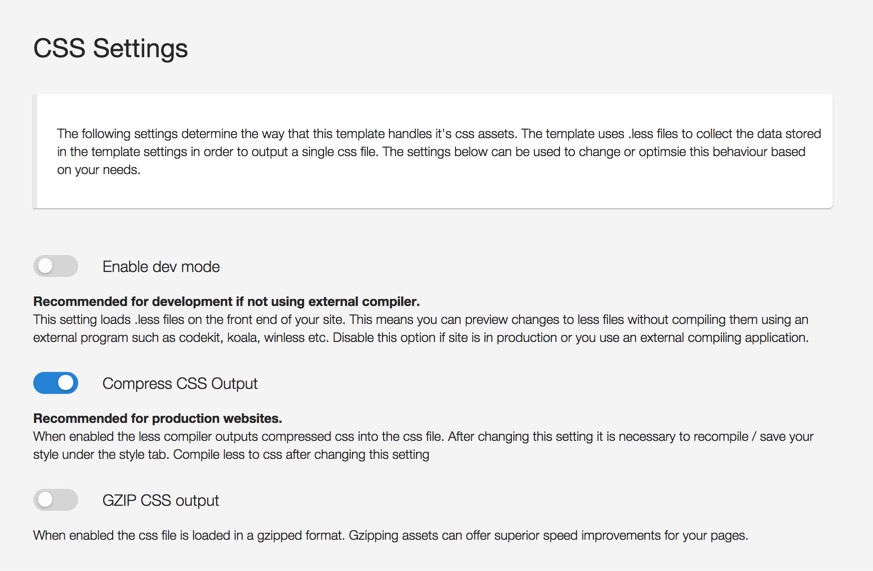 CSS Settings
The following settings determine the way that this template handles it's css assets. The template uses .less files to collect the data stored
in the template settings in order to output a single css file. The settings below can be used to change or optimsie this behaviour based
on your needs.
Enable dev mode
Recommended for development if not using external compiler.
This setting loads .less files on the front end of your site. This means you can preview changes to less files without compiling them using an
external program such as codekit, koala, winless etc. Disable this option if site is in production or you use an external compiling application.
Compress CSS Output
Recommended for production websites.
When enabled the less compiler outputs compressed css into the css file. After changing this setting it is necessary to recompile / save your
style under the style tab. Compile less to css after changing this setting
GZIP CSS output
When enabled the css file is loaded in a gzipped format. Gzipping assets can offer superior speed improvements for your pages.